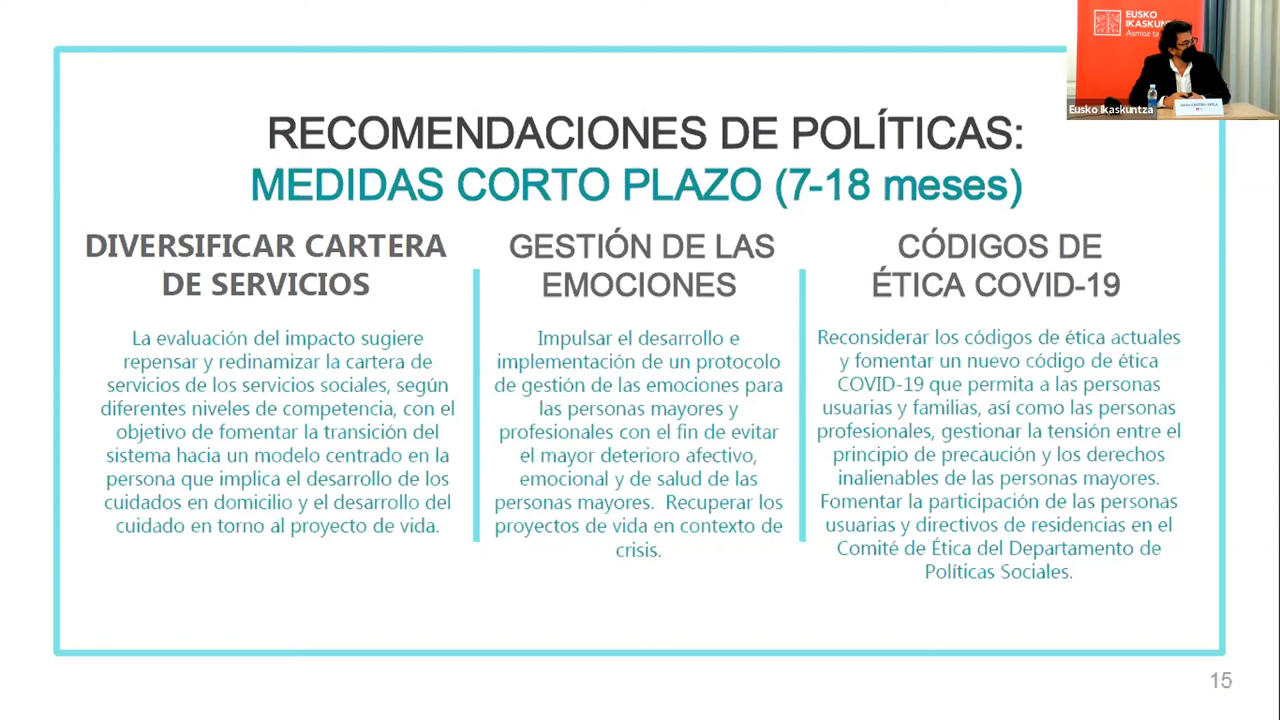 EUSKO
IKASKUNTZA
Asmoz ta
Eusko Ikaskuntza
RECOMENDACIONES DE POLÍTICAS:
MEDIDAS CORTO PLAZO (7-18 meses)
DIVERSIFICAR CARTERA
DE SERVICIOS
La evaluación del impacto sugiere
repensar y redinamizar la cartera de
servicios de los servicios sociales, según
diferentes niveles de competencia, con el
objetivo de fomentar la transición del
sistema hacia un modelo centrado en la
persona que implica el desarrollo de los
cuidados en domicilio y el desarrollo del
cuidado en torno al proyecto de vida.
GESTIÓN DE LAS
EMOCIONES
Impulsar el desarrollo e
implementación de un protocolo
de gestión de las emociones para
las personas mayores y
profesionales con el fin de evitar
el mayor deterioro afectivo,
emocional y de salud de las
personas mayores. Recuperar los
proyectos de vida en contexto de
crisis.
CÓDIGOS DE
ÉTICA COVID-19
Reconsiderar los códigos de ética actuales
y fomentar un nuevo código de ética
COVID-19 que permita a las personas
usuarias y familias, así como las personas
profesionales, gestionar la tensión entre el
principio de precaución y los derechos
inalienables de las personas mayores.
Fomentar la participación de las personas
usuarias y directivos de residencias en el
Comité de Ética del Departamento de
Políticas Sociales.
15